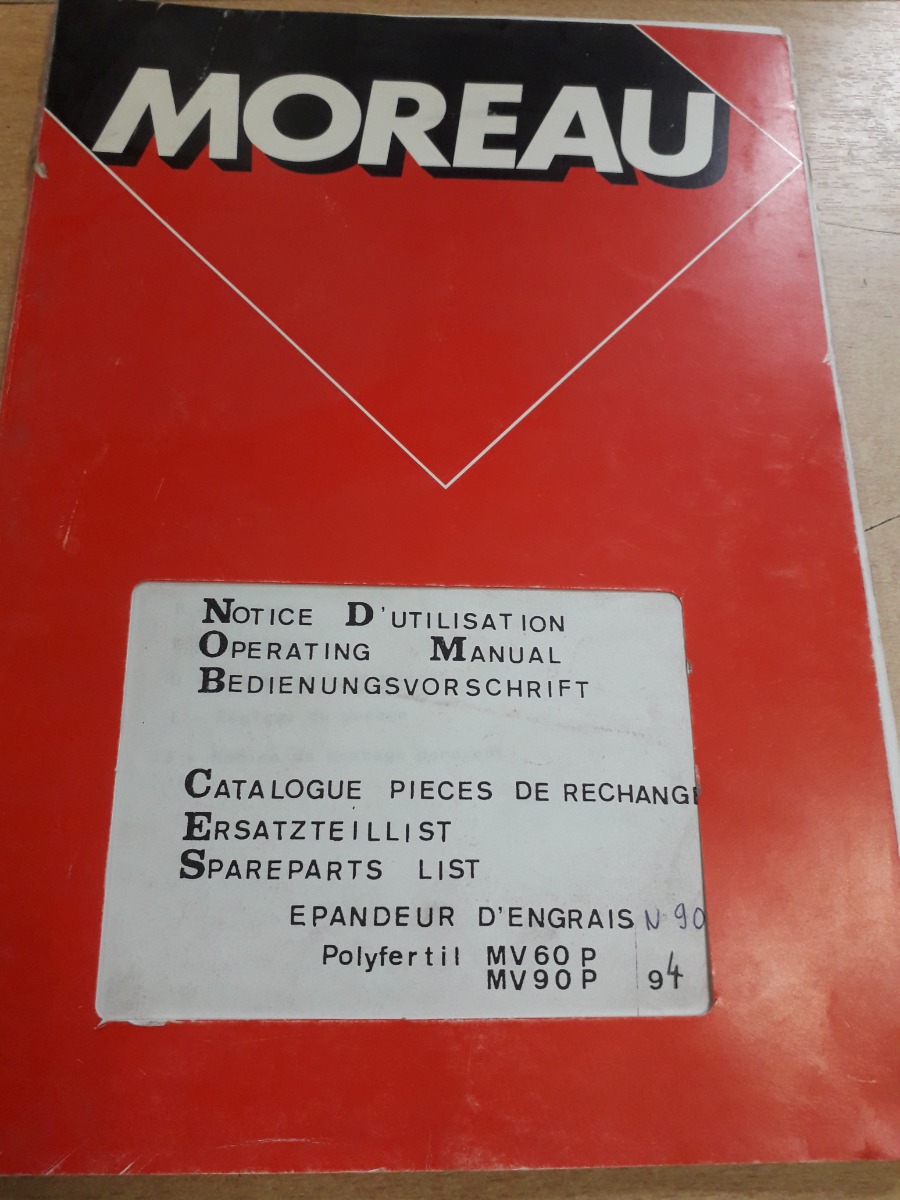 MOREAU
NOTICE D'UTILISATION
OPERATING MANUAL
BEDIENUNGSVORSCHRIFT
CATALOGUE PIECES DE RECHANGE
ERSATZTEILLIST
SPAREPARTS LIST
EPANDEUR D'ENGRAIS N 90
Polyfertil MV60P
MV90P 94